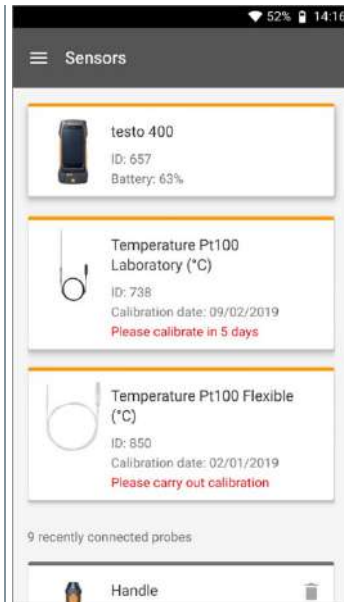 52% 14:16
Sensors
testo 400
ID: 657
Battery: 63%
Temperature Pt100
Laboratory (°C)
ID: 738
Calibration date: 09/02/2019
Please calibrate in 5 days
Temperature Pt100 Flexible
(°C)
ID: 850
Calibration date: 02/01/2019
Please carry out calibration
9 recently connected probes
Handle